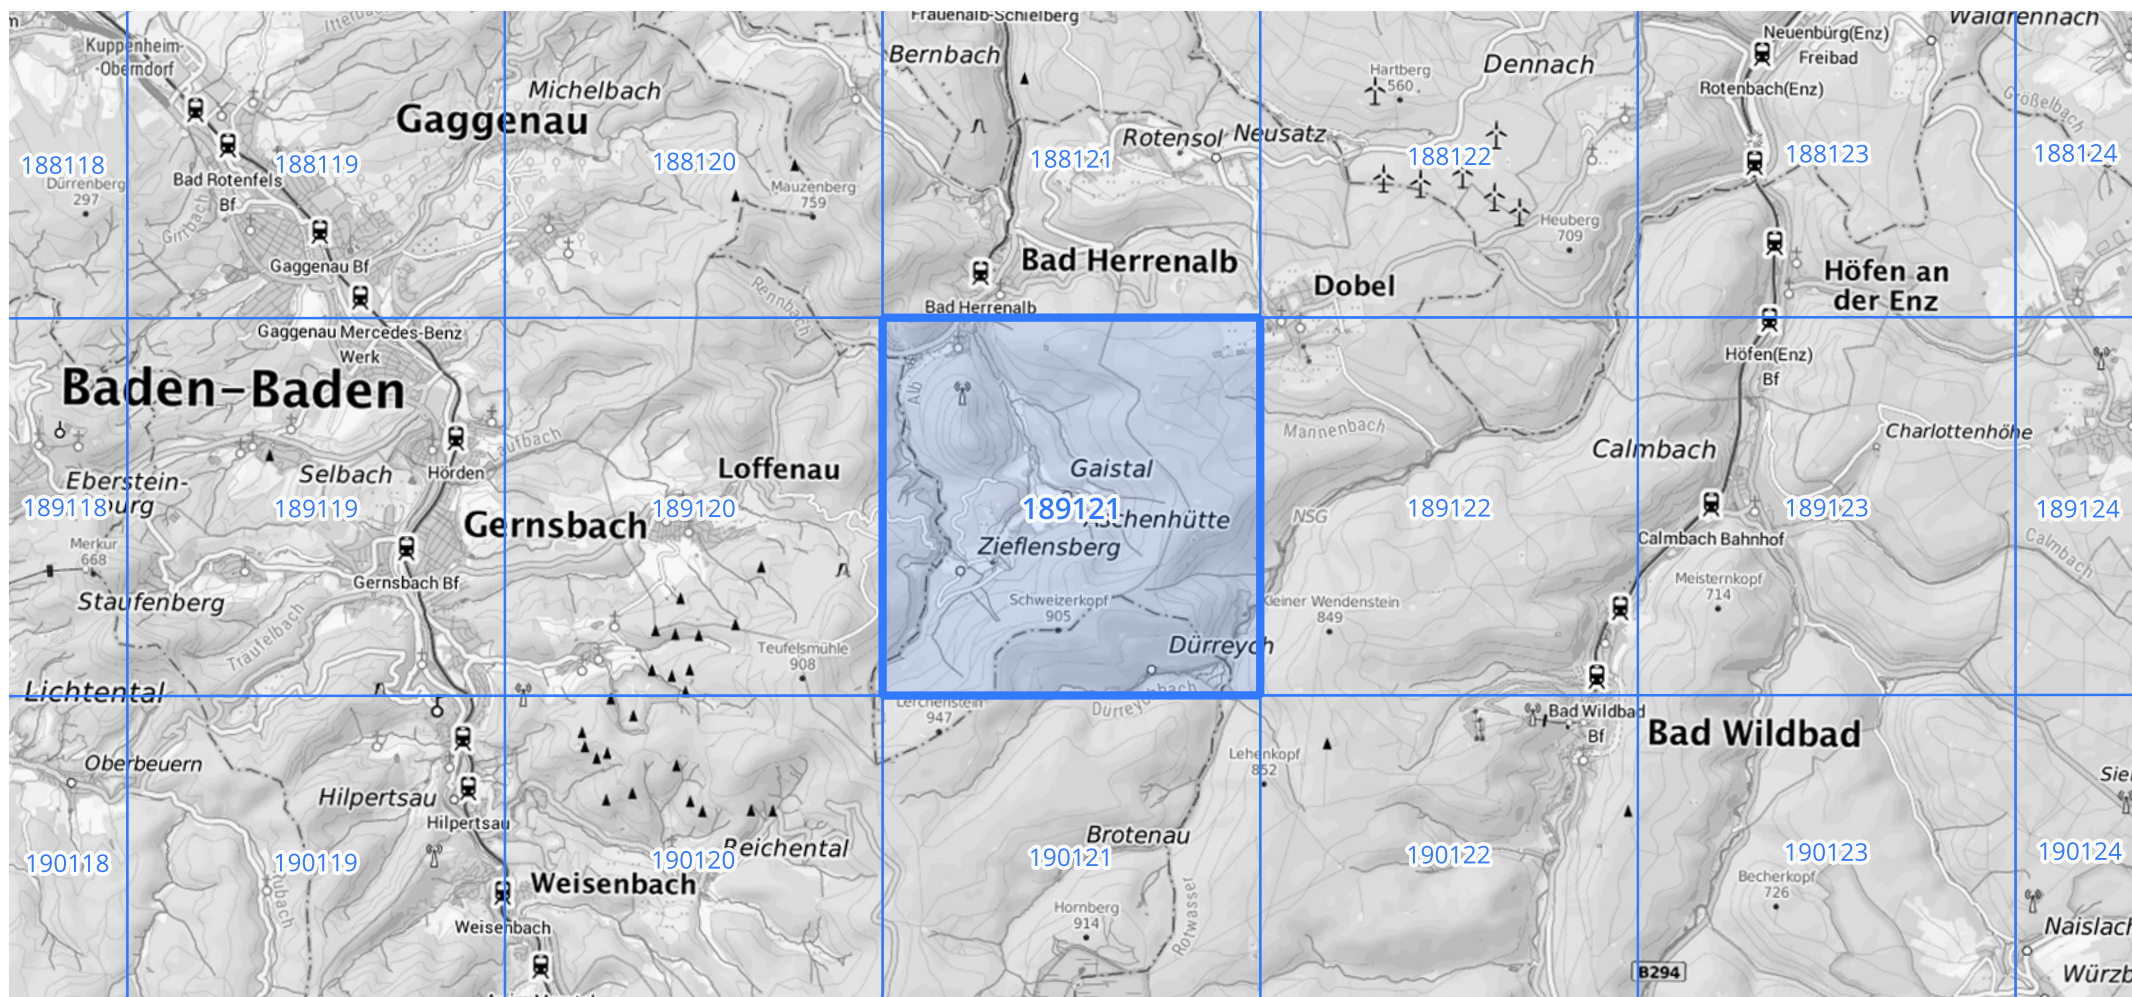 Frauenalb-Schielberg
Waldrennach
Kuppenheim-
-Oberndorf
Itterbach
Bernbach
Michelbach
Gaggenau
Hartberg
560
Dennach
Neuenbürg(Enz)
Freibad
Rotenbach(Enz)
Größelbach
Rotensol
Neusatz
188118
188119
188120
188121
188122
188123
188124
Dürrenberg
297
Bad Rotenfels
Bf
Mauzenberg
759
Heuberg
709
Gaggenau Bf
Bad Herrenalb
Dobel
Höfen an
der Enz
Rennbach
Bad Herrenalb
Gaggenau Mercedes-Benz
Werk
Höfen(Enz)
Bf
Baden-Baden
Alb
Mannenbach
Calmbach
Charlottenhöhe
Selbach
Hörden
Loffenau
Gaistal
Eberstein-
burg
189118
189119
189120
189121
189122
189123
189124
Gernsbach
Aschenhütte
NSG
Zieflensberg
Calmbach Bahnhof
Calmbach
Merkur
668
Gernsbach Bf
Meisternkopf
714
Staufenberg
Schweizerkopf
905
Kleiner Wendenstein
849
Traufelbach
Teufelsmühle
908
Dürreych
Lichtental
Dürreychbach
Lerchenstein
947
Bad Wildbad
Bf
Bad Wildbad
Oberbeuern
Lehenkopf
852
Hilpertsau
Hilpertsau
Brotenau
Reichental
190118
190119
190120
190121
190122
190123
190124
Weisenbach
Becherkopf
726
Hornberg
914
Rotwasser
Weisenbach
Naislach
B294